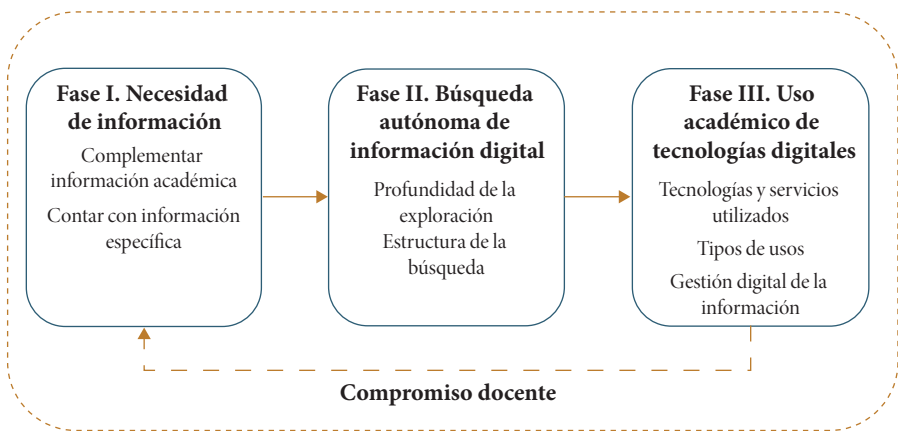 Fase I. Necesidad
de información
Complementar
información académica
Contar con información
específica
Fase II. Búsqueda
autónoma de
información digital
Profundidad de la
exploración
Estructura de la
búsqueda
Fase III. Uso
académico de
tecnologías digitales
Tecnologías y servicios
utilizados
Tipos de usos
Gestión digital de la
información
Compromiso docente